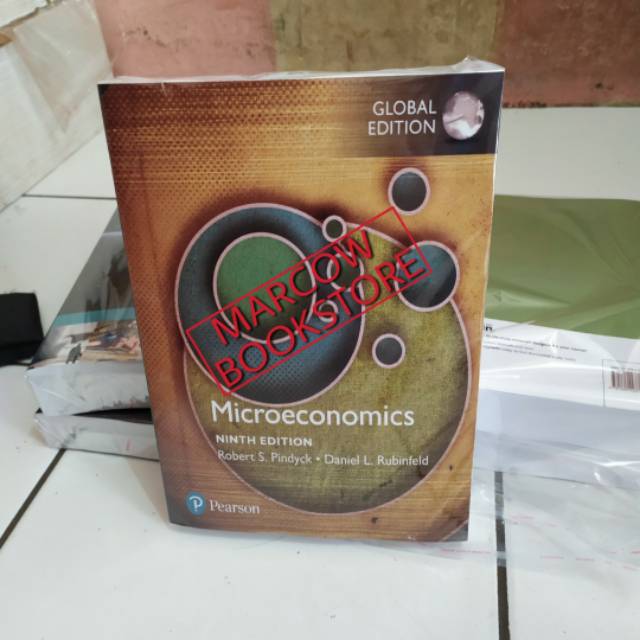 GLOBAL
EDITION
MARCOW
BOOKSTORE
Microeconomics
NINTH EDITION
Robert S. Pindyck • Daniel L. Rubinfeld
Pearson